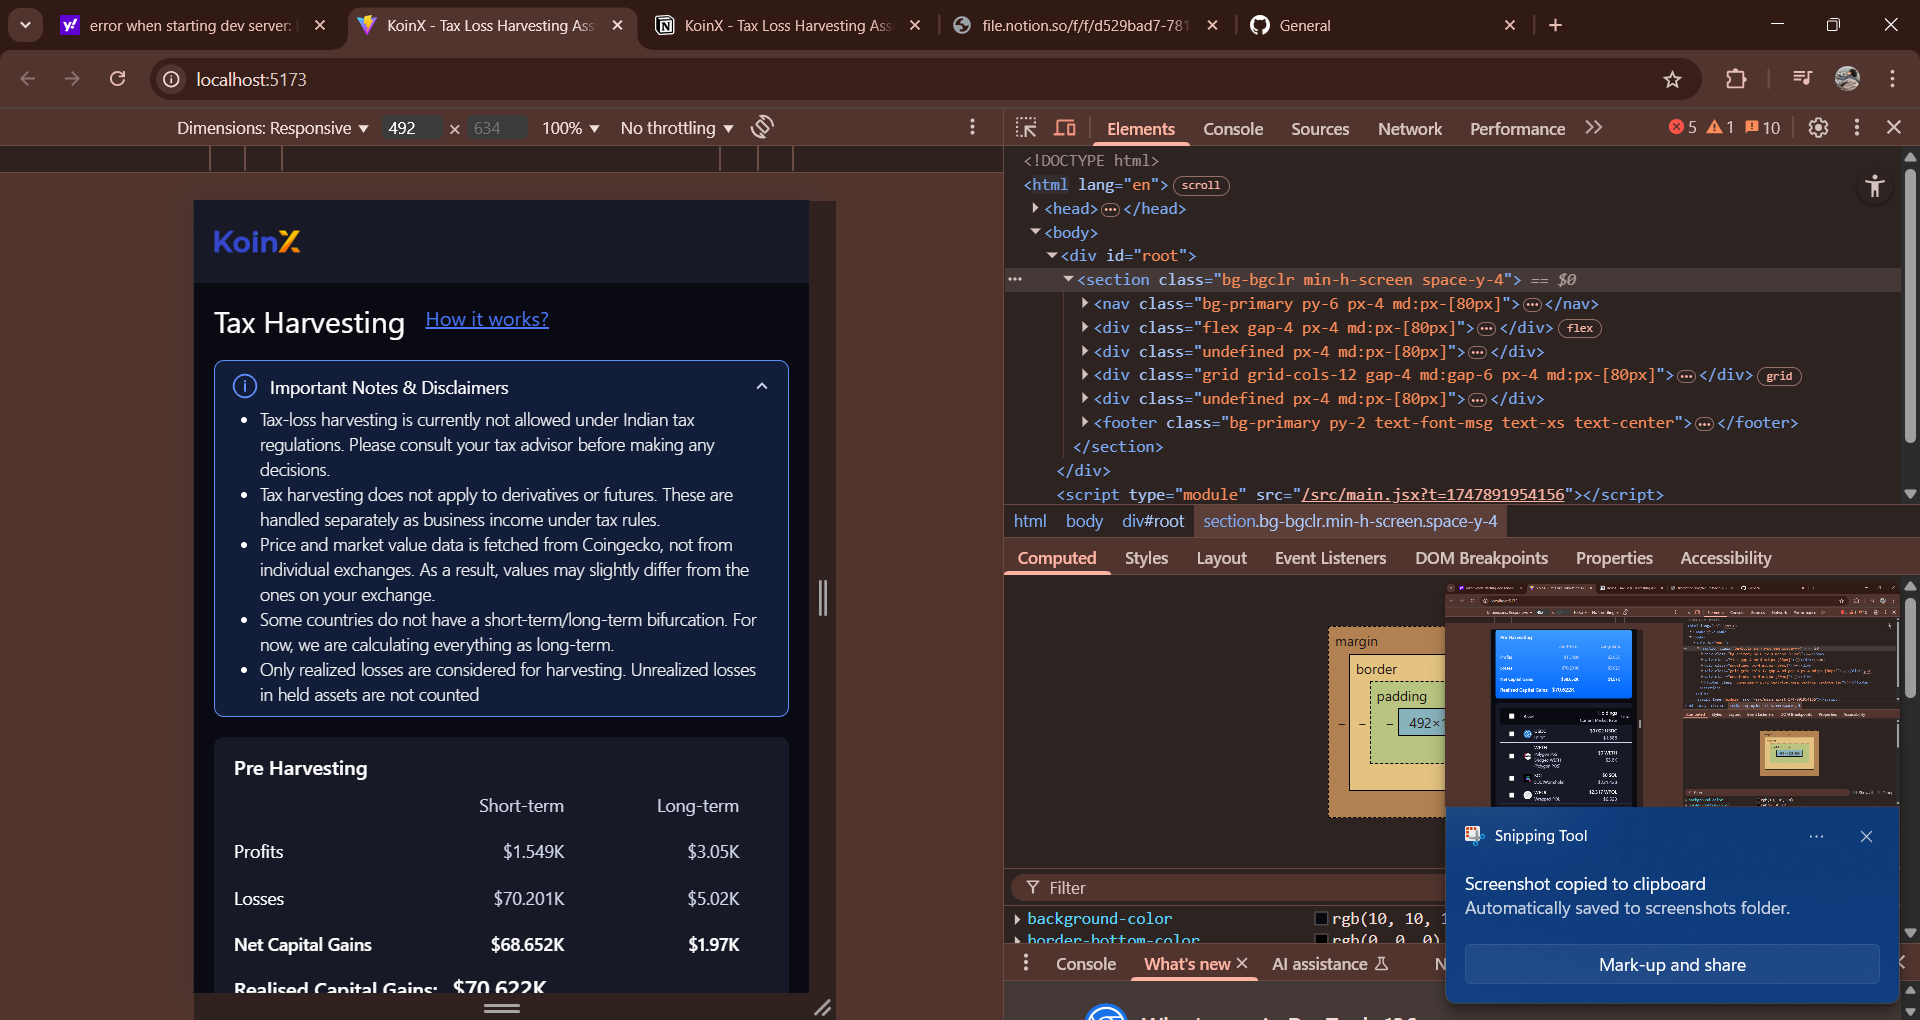 error when starting dev server:
KoinX - Tax Loss Harvesting Ass
KoinX - Tax Loss Harvesting Ass
file.notion.so/f/f/d529bad7-781
General
localhost:5173
Dimensions: Responsive
492
×
634
100%
No throttling
Elements
Console
Sources
Network
Performance
5
1
10
<!DOCTYPE html>
<html lang="en"> scroll
<head> </head>
<body>
<div id="root">
<section class="bg-bgclr min-h-screen space-y-4"> == $0
<nav class="bg-primary py-6 px-4 md:px-[80px]"> </nav>
<div class="flex gap-4 px-4 md:px-[80px]"> </div> flex
<div class="undefined px-4 md:px-[80px]"> </div>
<div class="grid grid-cols-12 gap-4 md:gap-6 px-4 md:px-[80px]"> </div> grid
<div class="undefined px-4 md:px-[80px]"> </div>
<footer class="bg-primary py-2 text-font-msg text-xs text-center"> </footer>
</section>
</div>
<script type="module" src="/src/main.jsx?t=1747891954156"></script>
html body div#root section.bg-bgclr.min-h-screen.space-y-4
Computed Styles Layout Event Listeners DOM Breakpoints Properties Accessibility
KoinX
Tax Harvesting
How it works?
Important Notes & Disclaimers
• Tax-loss harvesting is currently not allowed under Indian tax
regulations. Please consult your tax advisor before making any
decisions.
• Tax harvesting does not apply to derivatives or futures. These are
handled separately as business income under tax rules.
• Price and market value data is fetched from Coingecko, not from
individual exchanges. As a result, values may slightly differ from the
ones on your exchange.
• Some countries do not have a short-term/long-term bifurcation. For
now, we are calculating everything as long-term.
• Only realized losses are considered for harvesting. Unrealized losses
in held assets are not counted
Pre Harvesting
Short-term Long-term
Profits $1.549K $3.05K
Losses $70.201K $5.02K
Net Capital Gains $68.652K $1.97K
Realised Capital Gains: $70.622K
margin
border
padding
492×1
Filter
background-color rgb(10, 10, 1
border-bottom-color rgb(0, 0, 0)
Console
What's new
AI assistance
N
Snipping Tool
Screenshot copied to clipboard
Automatically saved to screenshots folder.
Mark-up and share